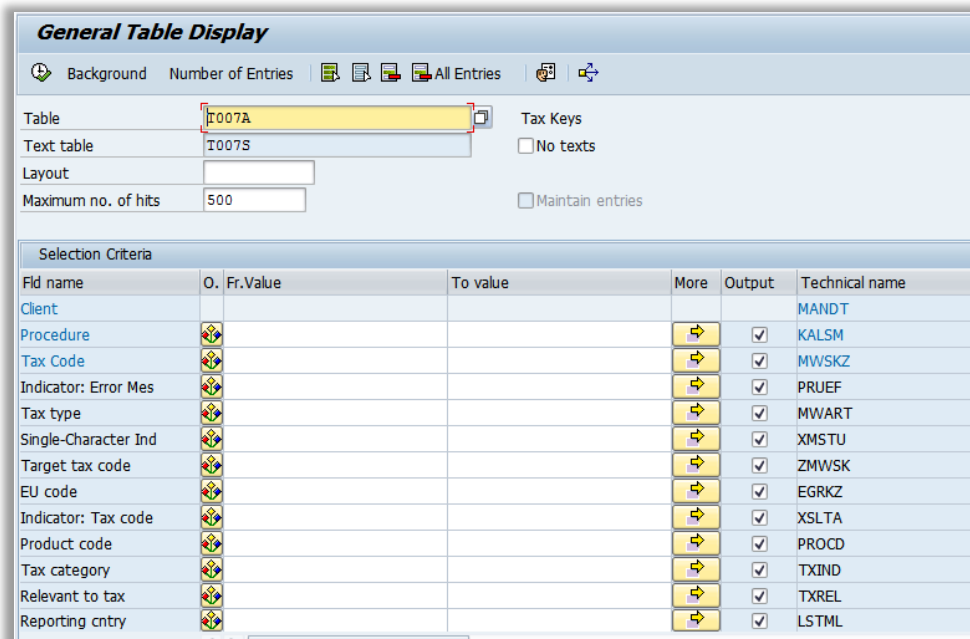 General Table Display
Background Number of Entries All Entries
Table T007A Tax Keys
Text table T007S No texts
Layout
Maximum no. of hits 500 Maintain entries
Selection Criteria
Fld name O. Fr.Value To value More Output Technical name
Client MANDT
Procedure KALSM
Tax Code MWSKZ
Indicator: Error Mes PRUEF
Tax type MWART
Single-Character Ind XMSTU
Target tax code ZMWSK
EU code EGRKZ
Indicator: Tax code XSLTA
Product code PROCD
Tax category TXIND
Relevant to tax TXREL
Reporting cntry LSTML